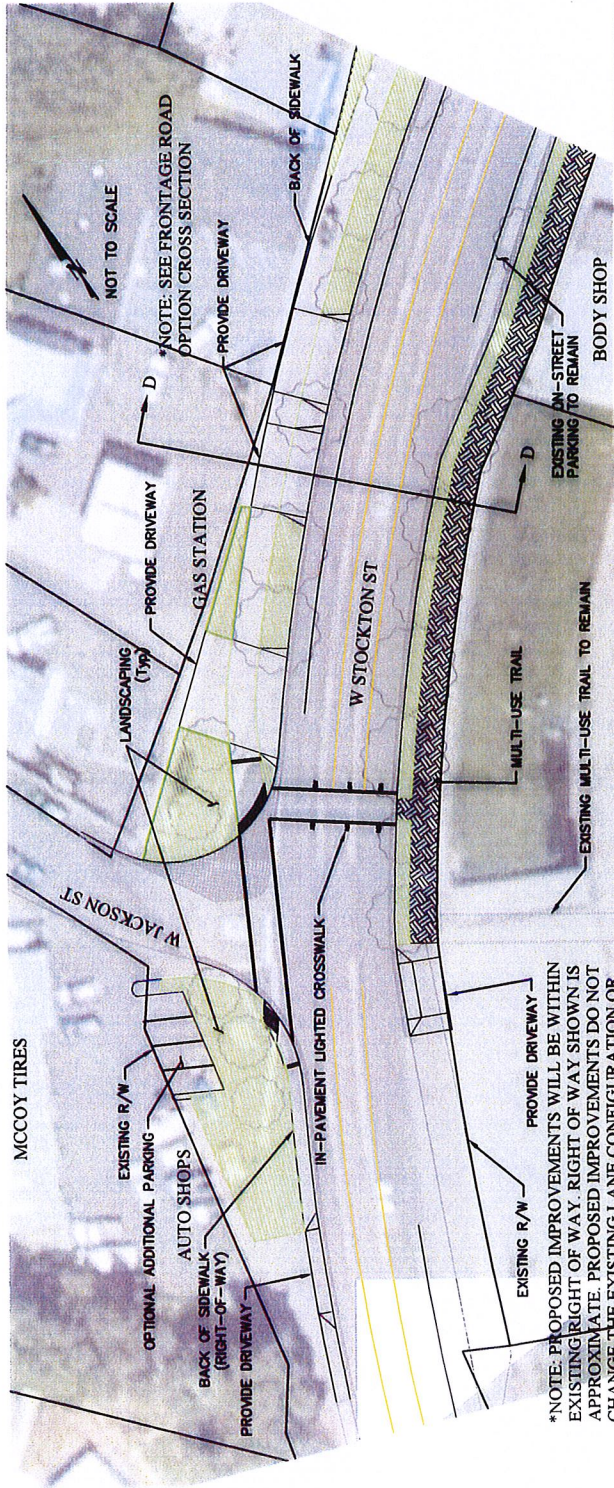 MCCOY TIRES
NOT TO SCALE
*NOTE: SEE FRONTAGE ROAD
OPTION CROSS SECTION
W JACKSON ST
EXISTING R/W
OPTIONAL ADDITIONAL PARKING
AUTO SHOPS
BACK OF SIDEWALK
(RIGHT-OF-WAY)
PROVIDE DRIVEWAY
LANDSCAPING
(Typ)
PROVIDE DRIVEWAY
GAS STATION
D
PROVIDE DRIVEWAY
BACK OF SIDEWALK
IN-PAVEMENT LIGHTED CROSSWALK
W STOCKTON ST
EXISTING R/W
PROVIDE DRIVEWAY
MULTI-USE TRAIL
EXISTING MULTI-USE TRAIL TO REMAIN
D
EXISTING ON-STREET
PARKING TO REMAIN
BODY SHOP
*NOTE: PROPOSED IMPROVEMENTS WILL BE WITHIN
EXISTING RIGHT OF WAY. RIGHT OF WAY SHOWN IS
APPROXIMATE. PROPOSED IMPROVEMENTS DO NOT
CHANGE THE EXISTING LANE CONFIGURATION OR